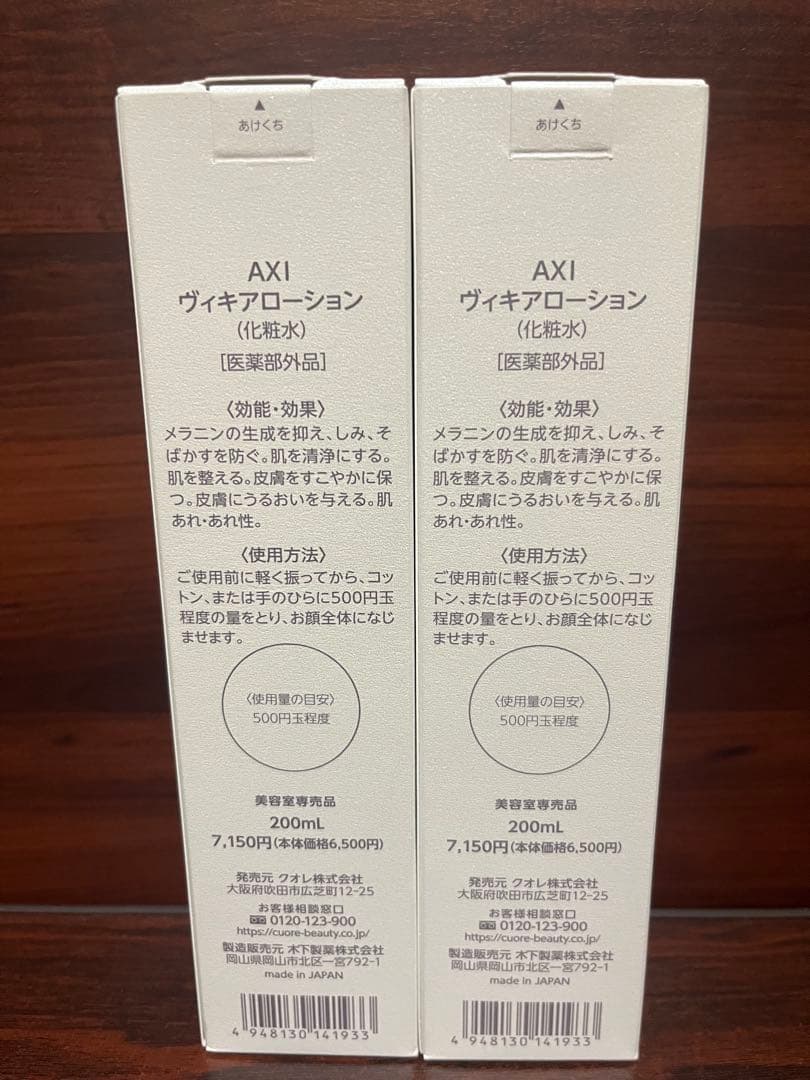 あけくち
AXI
ヴィキアローション
(化粧水)
[医薬部外品]
〈効能・効果〉
メラニンの生成を抑え、しみ、そ
ばかすを防ぐ。肌を清浄にする。
肌を整える。皮膚をすこやかに保
つ。皮膚にうるおいを与える。肌
あれ・あれ性。
〈使用方法〉
ご使用前に軽く振ってから、コッ
トン、または手のひらに500円玉
程度の量をとり、お顔全体になじ
ませます。
〈使用量の目安〉
500円玉程度
美容室専売品
200mL
7,150円(本体価格6,500円)
発売元 クオレ株式会社
大阪府吹田市広芝町12-25
お客様相談窓口
0120-123-900
https://cuore-beauty.co.jp/
製造販売元 木下製薬株式会社
岡山県岡山市北区一宮792-1
made in JAPAN
4 948130 141933
あけくち
AXI
ヴィキアローション
(化粧水)
[医薬部外品]
〈効能・効果〉
メラニンの生成を抑え、しみ、そ
ばかすを防ぐ。肌を清浄にする。
肌を整える。皮膚をすこやかに保
つ。皮膚にうるおいを与える。肌
あれ・あれ性。
〈使用方法〉
ご使用前に軽く振ってから、コッ
トン、または手のひらに500円玉
程度の量をとり、お顔全体になじ
ませます。
〈使用量の目安〉
500円玉程度
美容室専売品
200mL
7,150円(本体価格6,500円)
発売元 クオレ株式会社
大阪府吹田市広芝町12-25
お客様相談窓口
0120-123-900
https://cuore-beauty.co.jp/
製造販売元 木下製薬株式会社
岡山県岡山市北区一宮792-1
made in JAPAN
4 948130 141933